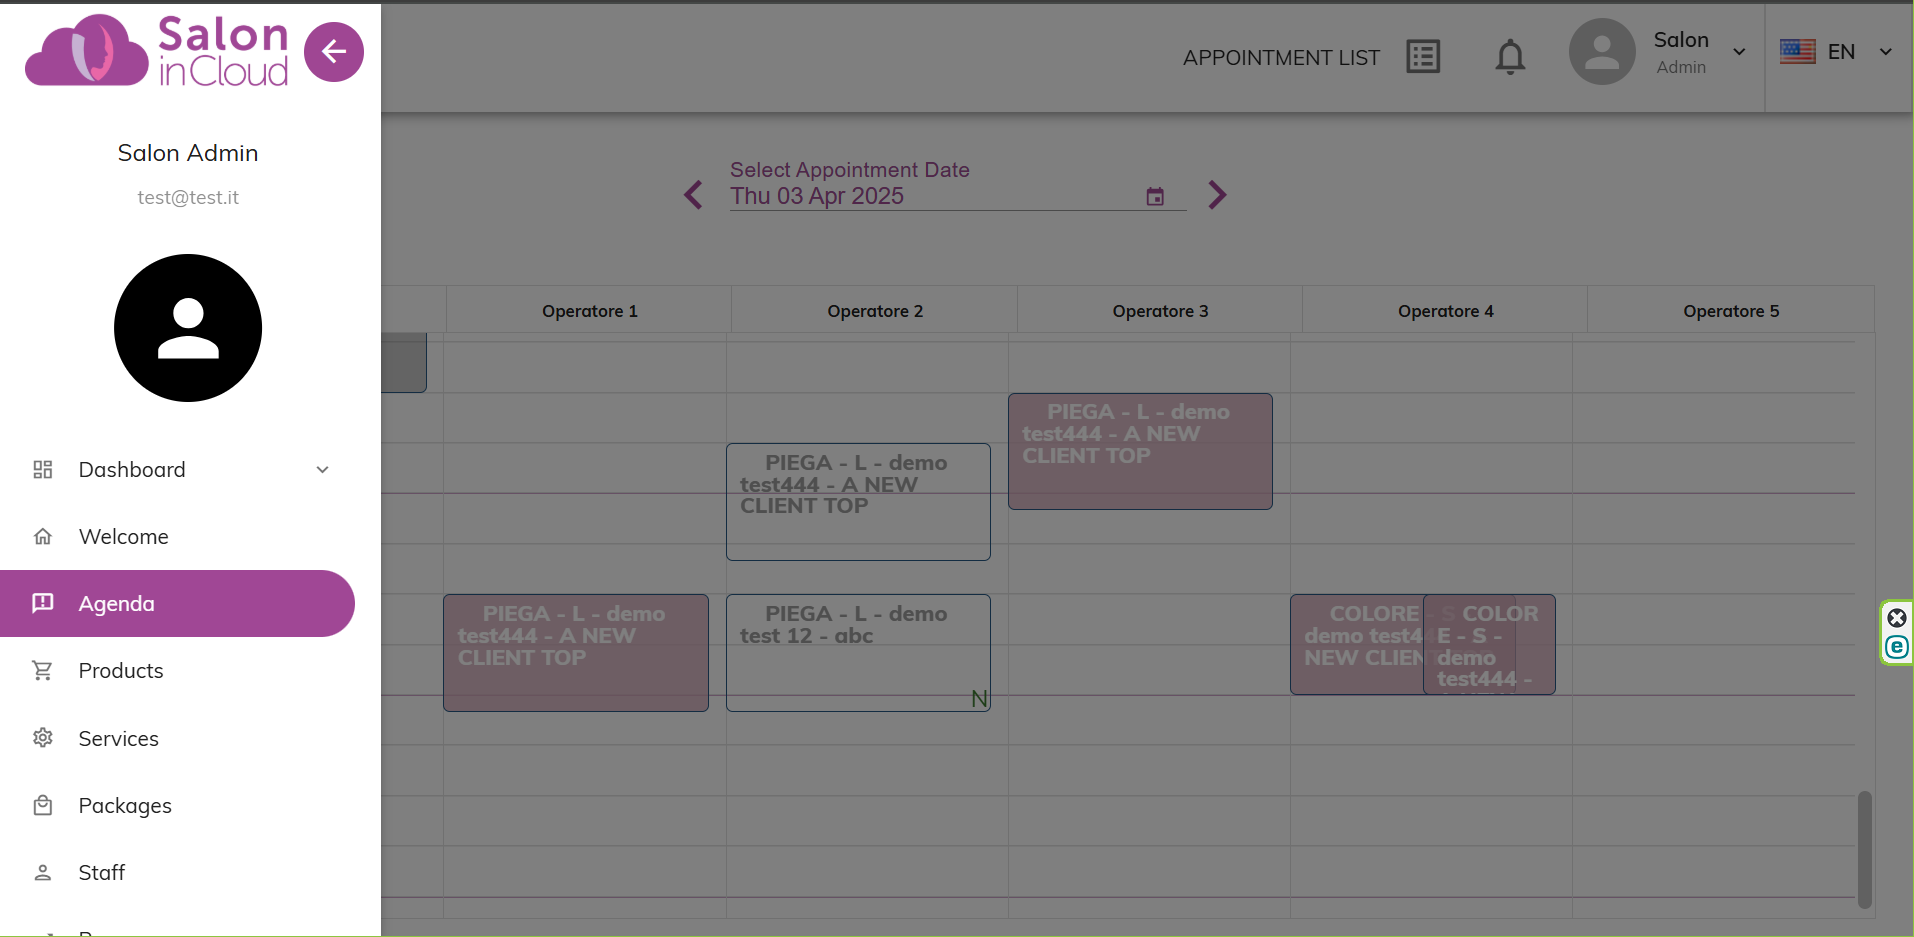 Salon
inCloud
Salon Admin
test@test.it
Dashboard
Welcome
Agenda
Products
Services
Packages
Staff
APPOINTMENT LIST
Salon
Admin
EN
Select Appointment Date
Thu 03 Apr 2025
Operatore 1
Operatore 2
Operatore 3
Operatore 4
Operatore 5
PIEGA - L - demo
test444 - A NEW
CLIENT TOP
PIEGA - L - demo
test444 - A NEW
CLIENT TOP
PIEGA - L - demo
test444 - A NEW
CLIENT TOP
PIEGA - L - demo
test 12 - abc
N
COLORE - S
demo test44
NEW CLIEN
COLOR
E - S -
demo
test444 -
e